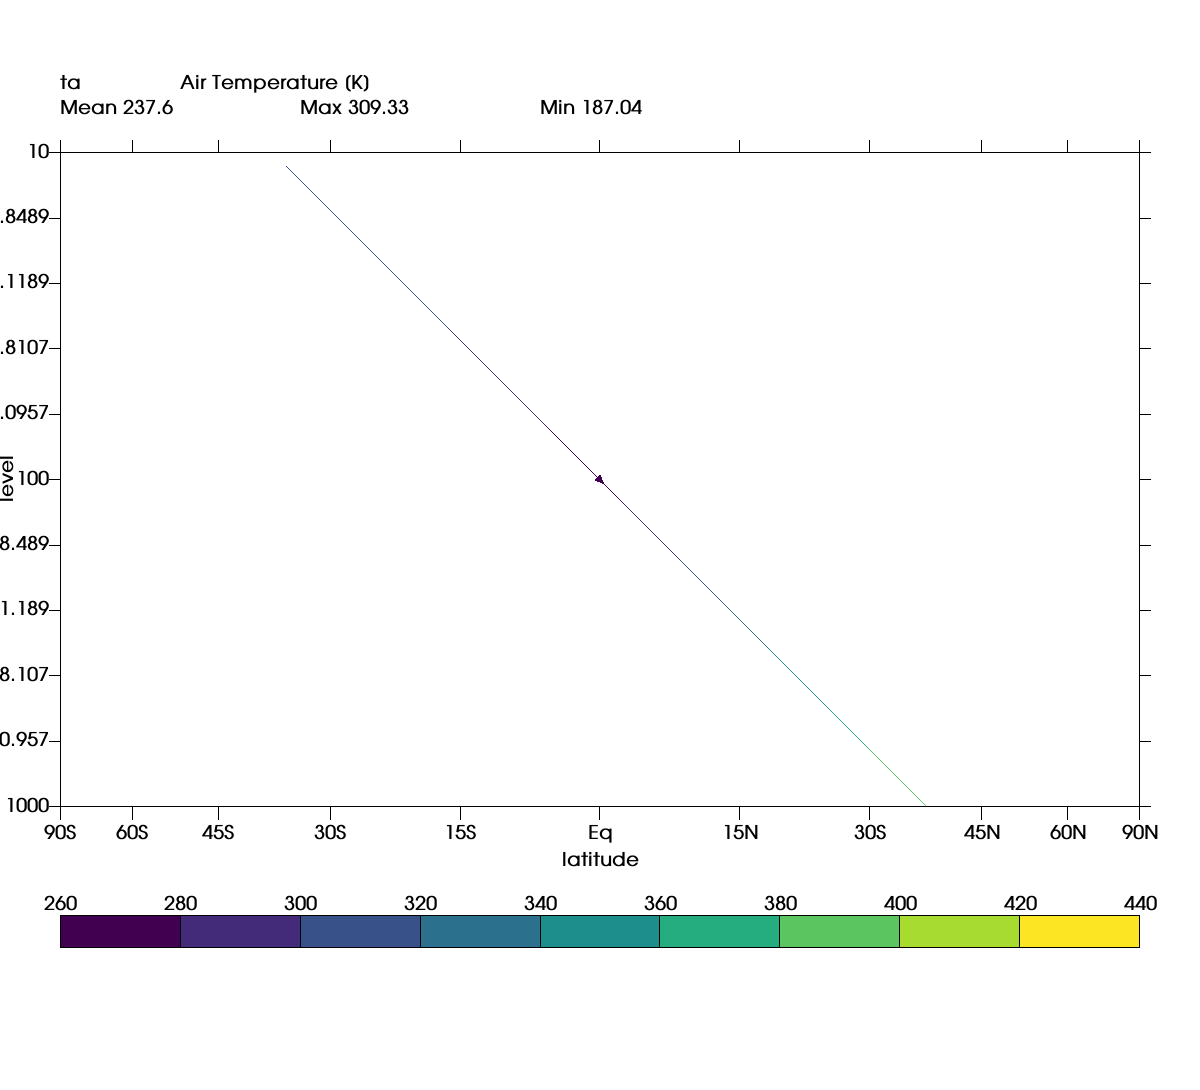 ta Air Temperature (K)
Mean 237.6 Max 309.33 Min 187.04
10
.8489
.1189
.8107
.0957
100
8.489
1.189
8.107
0.957
1000
level
90S 60S 45S 30S 15S Eq 15N 30S 45N 60N 90N
latitude
260 280 300 320 340 360 380 400 420 440